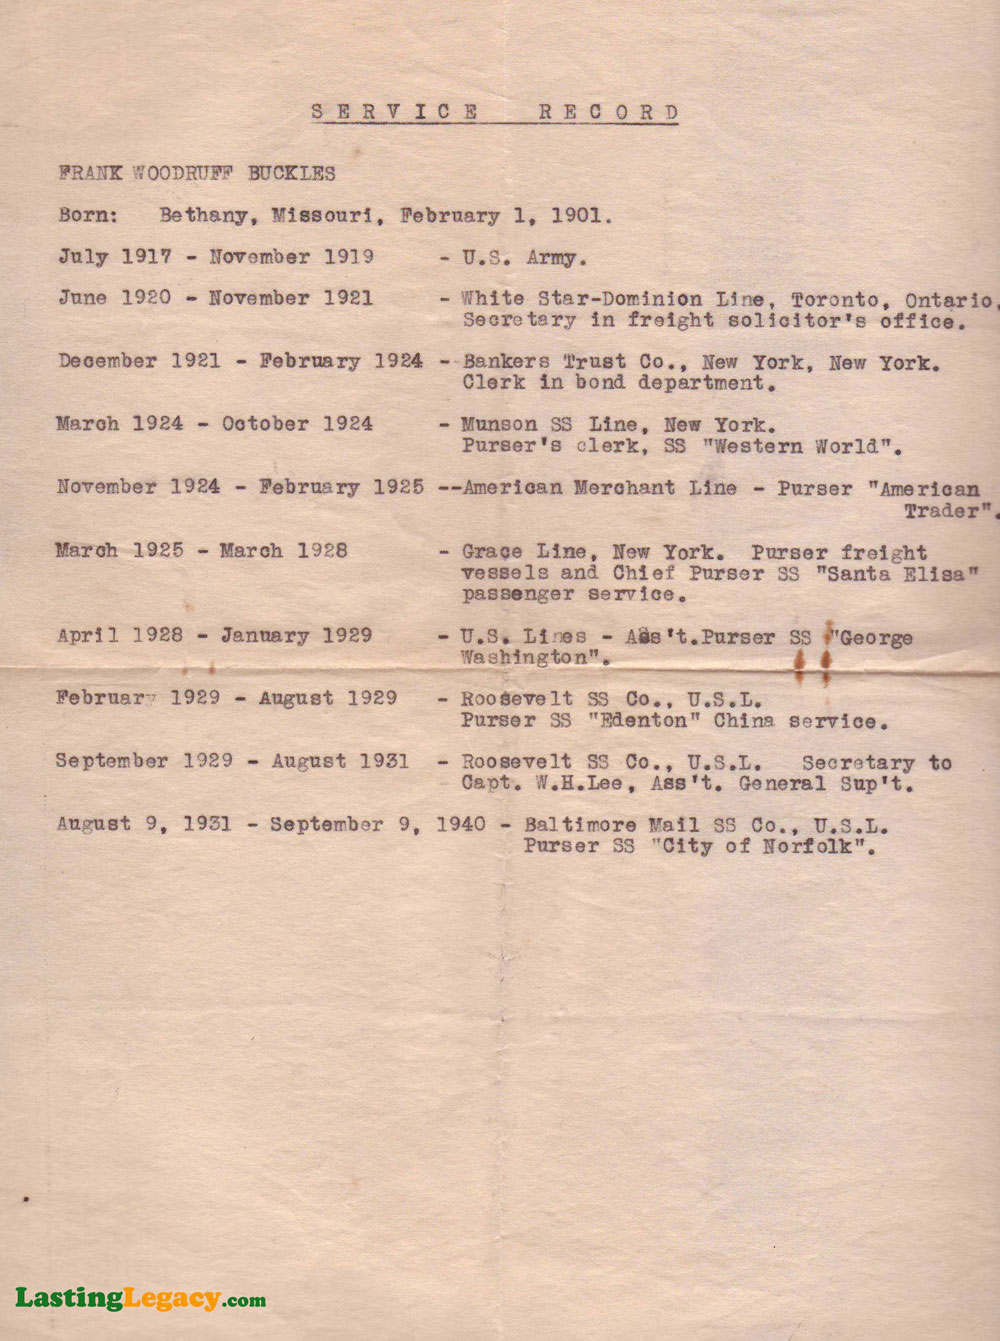 SERVICE RECORD
FRANK WOODRUFF BUCKLES
Born: Bethany, Missouri, February 1, 1901.
July 1917 - November 1919 - U.S. Army.
June 1920 - November 1921 - White Star-Dominion Line, Toronto, Ontario.
Secretary in freight solicitor's office.
December 1921 - February 1924 - Bankers Trust Co., New York, New York.
Clerk in bond department.
March 1924 - October 1924 - Munson SS Line, New York.
Purser's clerk, SS "Western World".
November 1924 - February 1925 --American Merchant Line - Purser "American
Trader".
March 1925 - March 1928 - Grace Line, New York. Purser freight
vessels and Chief Purser SS "Santa Elisa"
passenger service.
April 1928 - January 1929 - U.S. Lines - Ass't.Purser SS "George
Washington".
February 1929 - August 1929 - Roosevelt SS Co., U.S.L.
Purser SS "Edenton" China service.
September 1929 - August 1931 - Roosevelt SS Co., U.S.L. Secretary to
Capt. W.H.Lee, Ass't. General Sup't.
August 9, 1931 - September 9, 1940 - Baltimore Mail SS Co., U.S.L.
Purser SS "City of Norfolk".
LastingLegacy.com